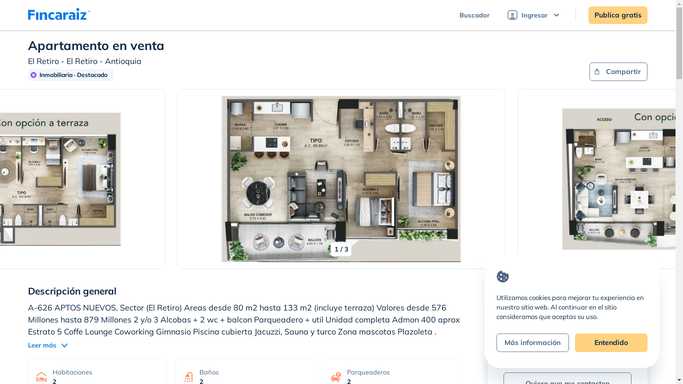 Fincaraiz
Buscador
Ingresar
Publica gratis
Apartamento en venta
El Retiro - El Retiro - Antioquia
Inmobiliaria · Destacado
Compartir
Con opción a terraza
TIPO
TIPO
BALCÓN
ACCESO
Con opción
1 / 3
Descripción general
A-626 APTOS NUEVOS, Sector (El Retiro) Areas desde 80 m2 hasta 133 m2 (incluye terraza) Valores desde 576
Millones hasta 879 Millones 2 y/o 3 Alcobas + 2 wc + balcon Parqueadero + util Unidad completa Admon 400 aprox
Estrato 5 Coffe Lounge Coworking Gimnasio Piscina cubierta Jacuzzi, Sauna y turco Zona mascotas Plazoleta .
Leer más
Habitaciones
2
Baños
2
Parqueaderos
2
Utilizamos cookies para mejorar tu experiencia en
nuestro sitio web. Al continuar en el sitio
consideramos que aceptas su uso.
Más información
Entendido
Quiero que me contacten